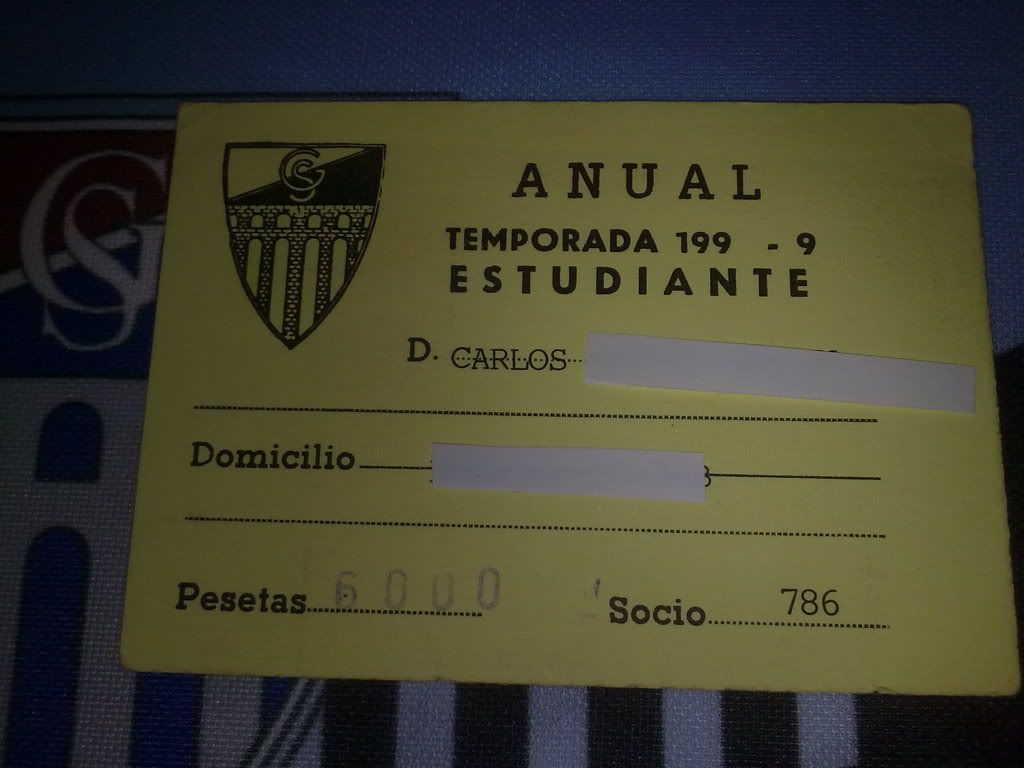 ANUAL
TEMPORADA 199 - 9
ESTUDIANTE
D. CARLOS
Domicilio
Pesetas 6000 Socio 786